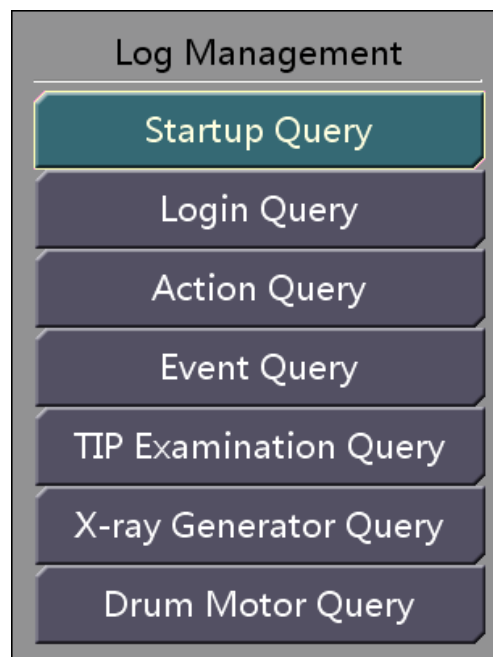 Log Management
Startup Query
Login Query
Action Query
Event Query
TIP Examination Query
X-ray Generator Query
Drum Motor Query